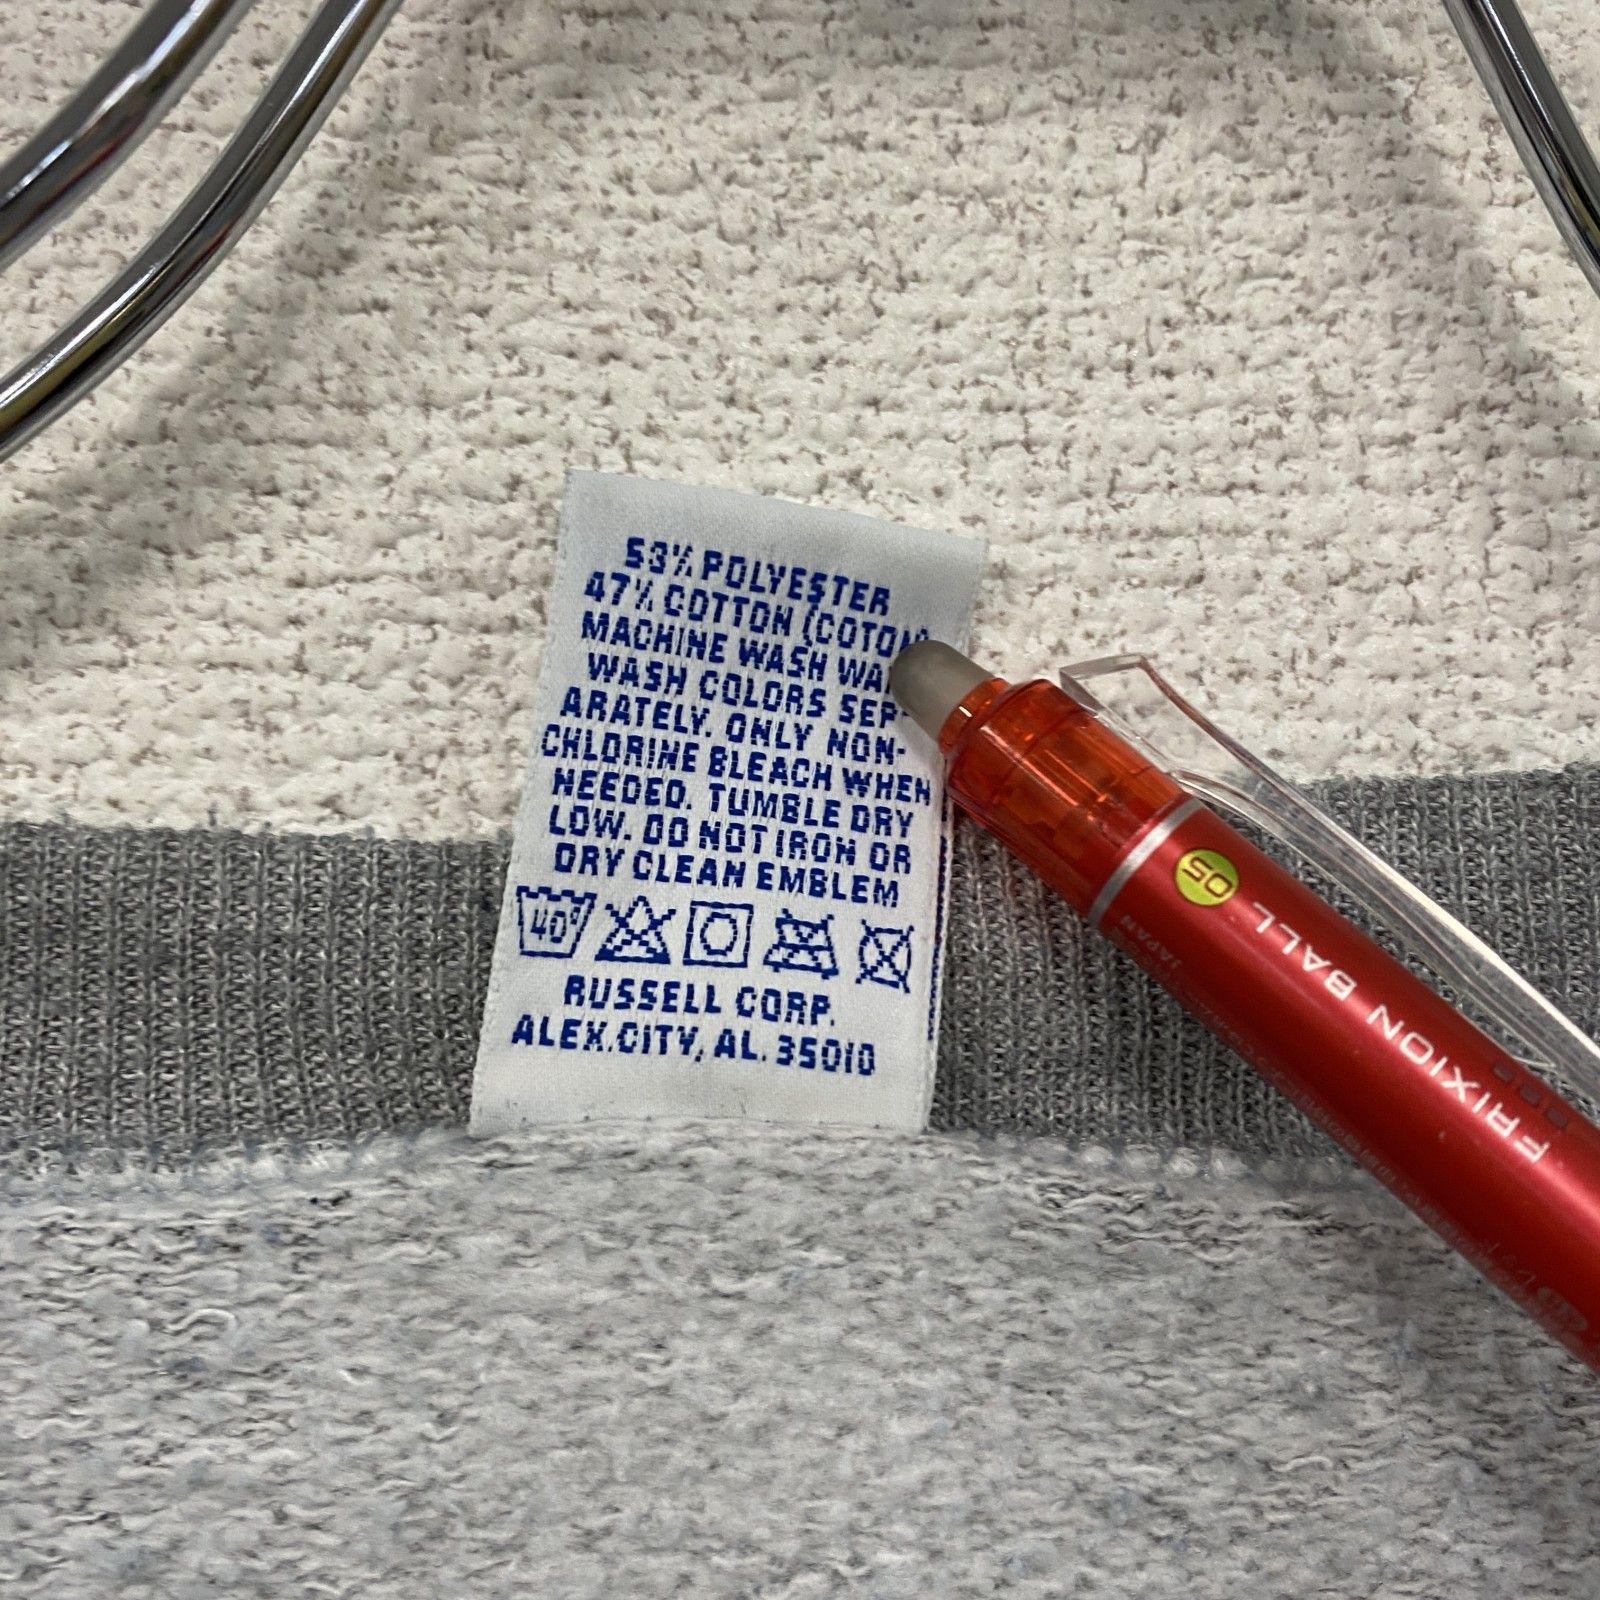 53% POLYESTER
47% COTTON (COTON)
MACHINE WASH
WASH COLORS SEP-
ARATELY. ONLY NON-
CHLORINE BLEACH WHEN
NEEDED. TUMBLE DRY
LOW. DO NOT IRON OR
DRY CLEAN EMBLEM
40°
RUSSELL CORP.
ALEX.CITY, AL. 35010
05
FRIXION BALL
JAPAN